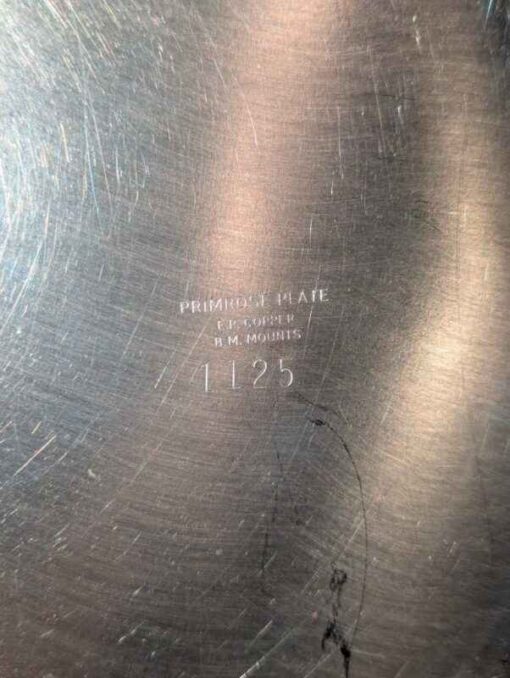 PRIMROSE PLATE
E.P. COPPER
B.M. MOUNTS
1125